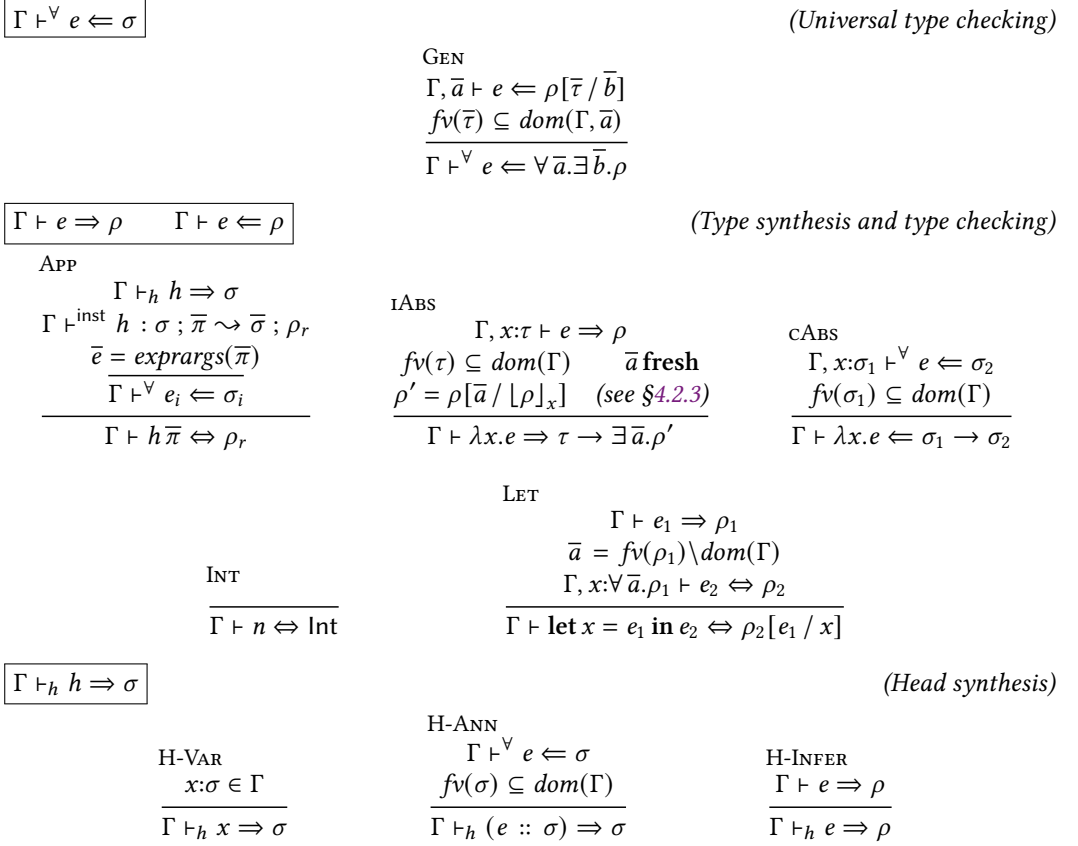 Γ ⊢∀ e ⇐ σ (Universal type checking)
Gen
Γ, a̅ ⊢ e ⇐ ρ[τ̅ / b̅]
fv(τ̅) ⊆ dom(Γ, a̅)
Γ ⊢∀ e ⇐ ∀ a̅.∃ b̅.ρ
Γ ⊢ e ⇒ ρ Γ ⊢ e ⇐ ρ (Type synthesis and type checking)
App
Γ ⊢h h ⇒ σ
Γ ⊢inst h : σ ; π̅ ⇝ σ̅ ; ρr
e̅ = exprargs(π̅)
Γ ⊢∀ ei ⇐ σi
Γ ⊢ h π̅ ⇔ ρr
iAbs
Γ, x:τ ⊢ e ⇒ ρ
fv(τ) ⊆ dom(Γ) a̅ fresh
ρ′ = ρ[a̅ / ⌊ρ⌋x] (see §4.2.3)
Γ ⊢ λx.e ⇒ τ → ∃ a̅.ρ′
cAbs
Γ, x:σ1 ⊢∀ e ⇐ σ2
fv(σ1) ⊆ dom(Γ)
Γ ⊢ λx.e ⇐ σ1 → σ2
Int
Γ ⊢ n ⇔ Int
Let
Γ ⊢ e1 ⇒ ρ1
a̅ = fv(ρ1)\dom(Γ)
Γ, x:∀ a̅.ρ1 ⊢ e2 ⇔ ρ2
Γ ⊢ let x = e1 in e2 ⇔ ρ2[e1 / x]
Γ ⊢h h ⇒ σ (Head synthesis)
H-Var
x:σ ∈ Γ
Γ ⊢h x ⇒ σ
H-Ann
Γ ⊢∀ e ⇐ σ
fv(σ) ⊆ dom(Γ)
Γ ⊢h (e :: σ) ⇒ σ
H-Infer
Γ ⊢ e ⇒ ρ
Γ ⊢h e ⇒ ρ